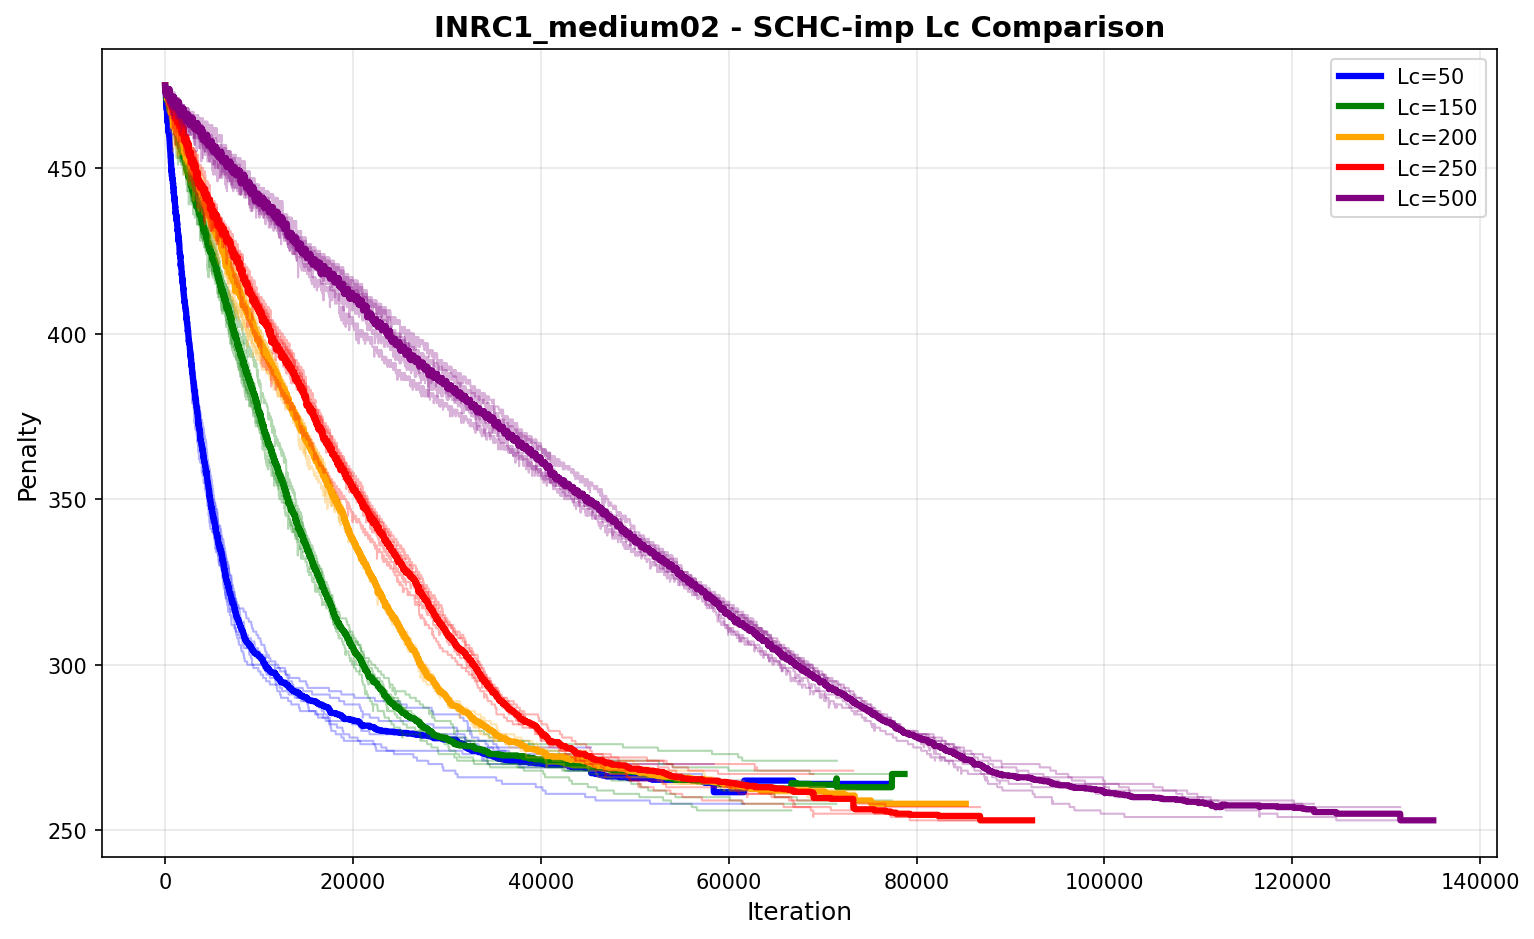 INRC1_medium02 - SCHC-imp Lc Comparison
Lc=50
Lc=150
Lc=200
Lc=250
Lc=500
Penalty
450
400
350
300
250
0 20000 40000 60000 80000 100000 120000 140000
Iteration